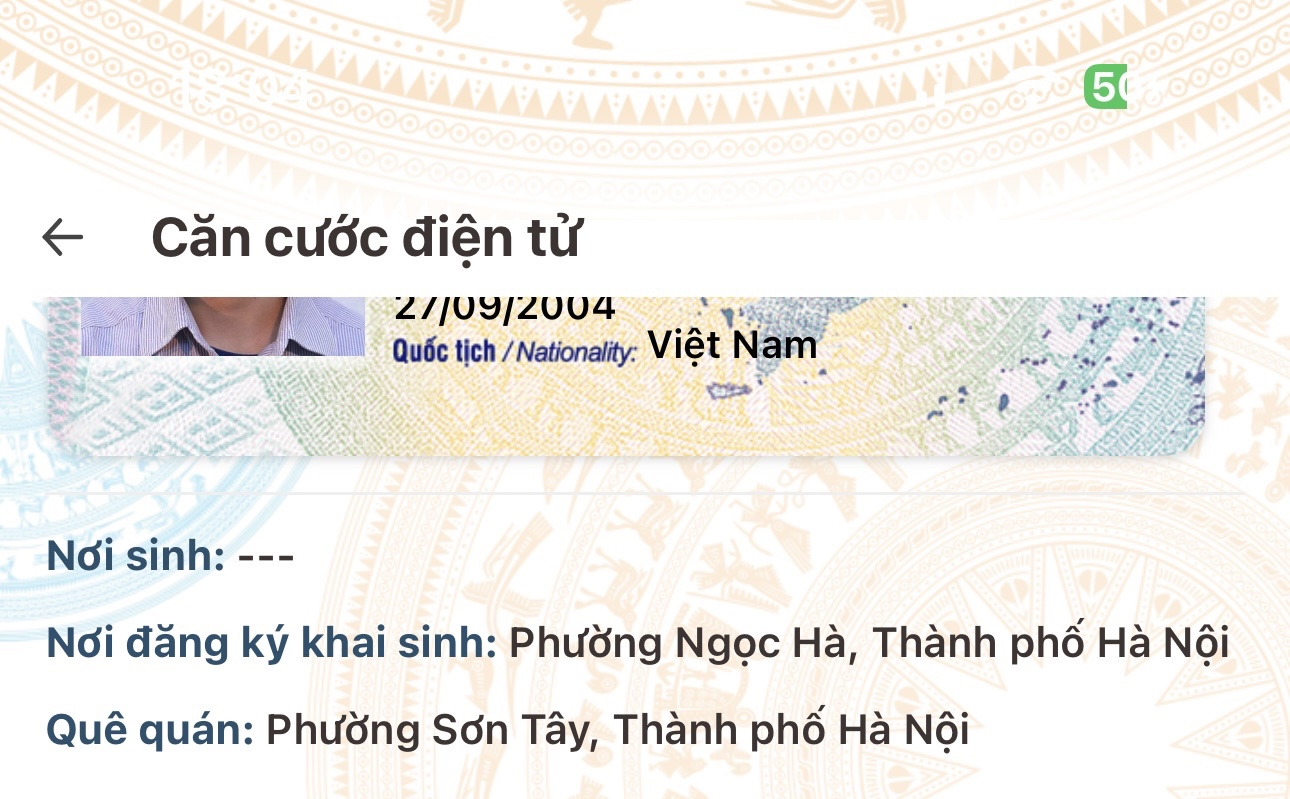 50
Căn cước điện tử
27/09/2004
Quốc tịch / Nationality: Việt Nam
Nơi sinh: ---
Nơi đăng ký khai sinh: Phường Ngọc Hà, Thành phố Hà Nội
Quê quán: Phường Sơn Tây, Thành phố Hà Nội